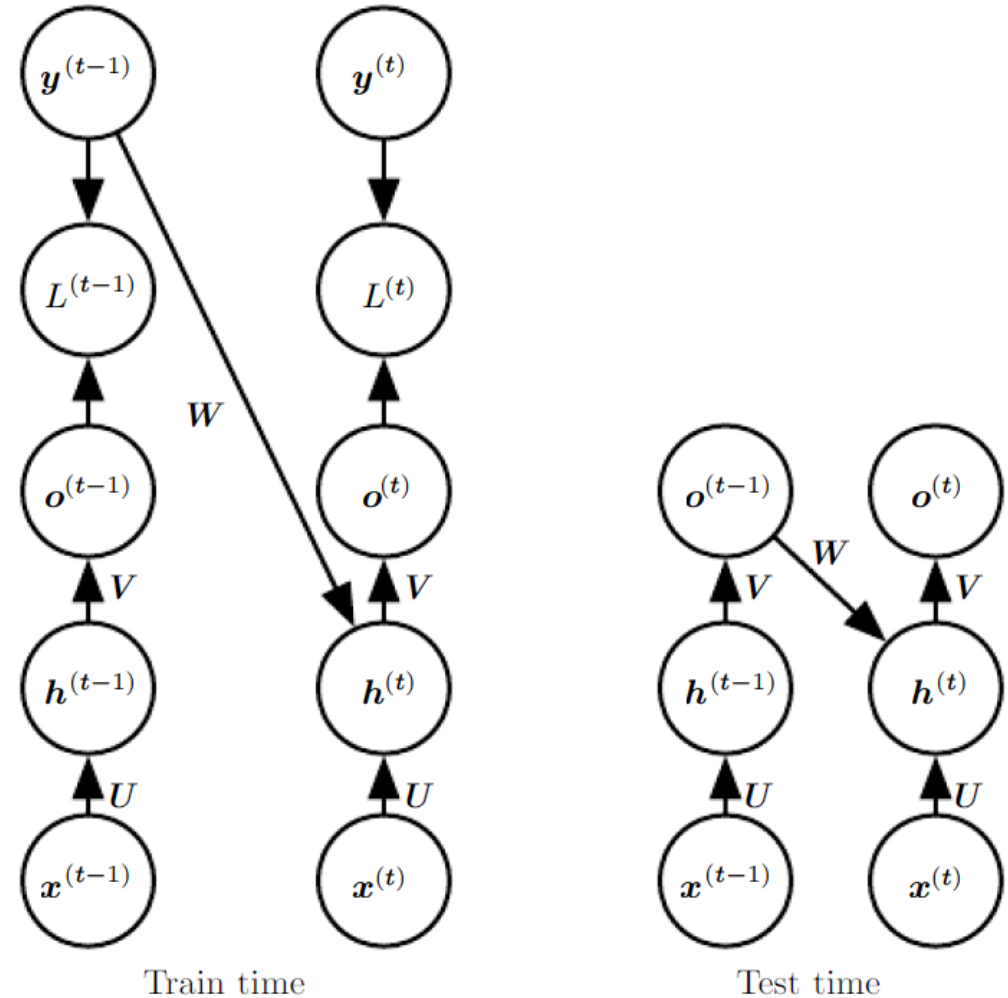 y^(t−1) y^(t)
L^(t−1) L^(t)
W
o^(t−1) o^(t) o^(t−1) o^(t)
W
V V V V
h^(t−1) h^(t) h^(t−1) h^(t)
U U U U
x^(t−1) x^(t) x^(t−1) x^(t)
Train time Test time